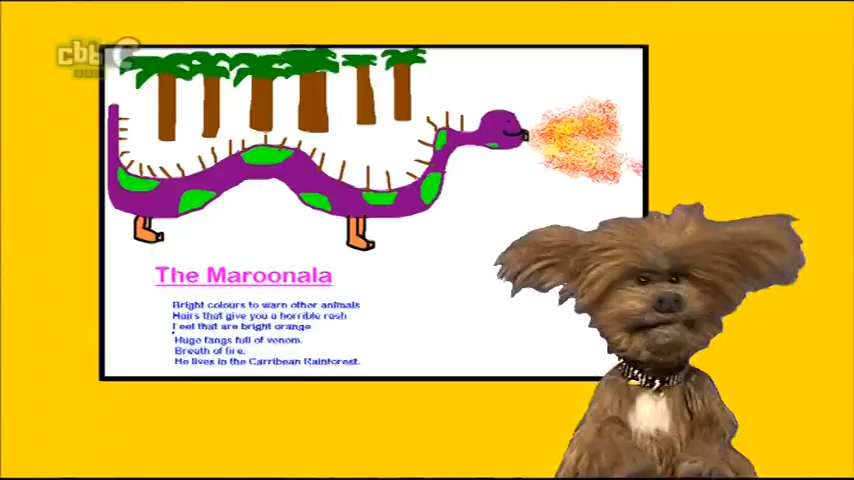 cbbc
BBC
The Maroonala
Bright colours to warn other animals
Hairs that give you a horrible rash
Feet that are bright orange
Huge fangs full of venom.
Breath of fire.
He lives in the Carribean Rainforest.